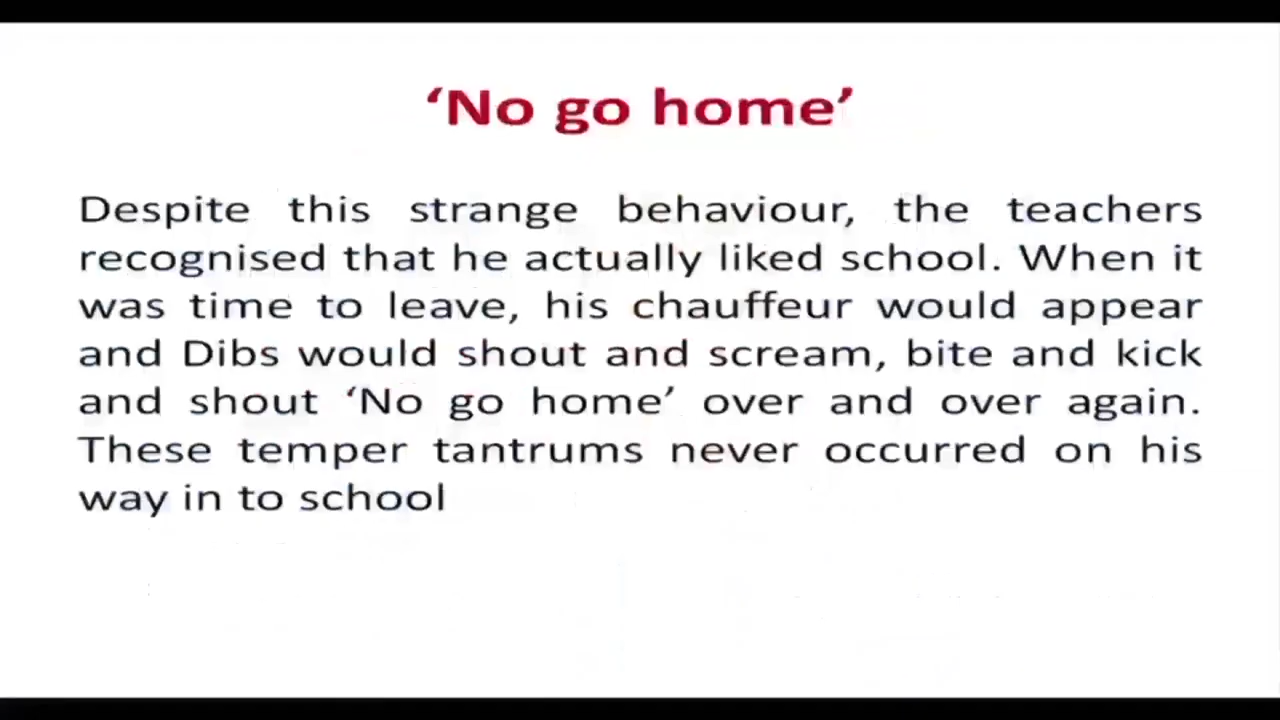 ‘No go home’
Despite this strange behaviour, the teachers
recognised that he actually liked school. When it
was time to leave, his chauffeur would appear
and Dibs would shout and scream, bite and kick
and shout ‘No go home’ over and over again.
These temper tantrums never occurred on his
way in to school